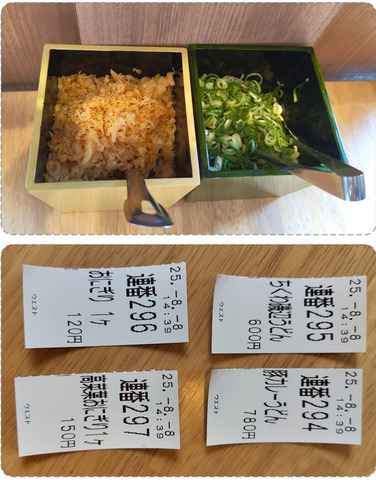 25.-8.-8
14:39
連番296
おにぎり 1ヶ
120円
ウエスト
25.-8.-8
14:39
連番295
ちくわ磯刀うどん
600円
ウエスト
25.-8.-8
14:39
連番297
高菜葉おにぎり1ヶ
150円
ウエスト
25.-8.-8
14:39
連番294
豚カレーうどん
780円
ウエスト